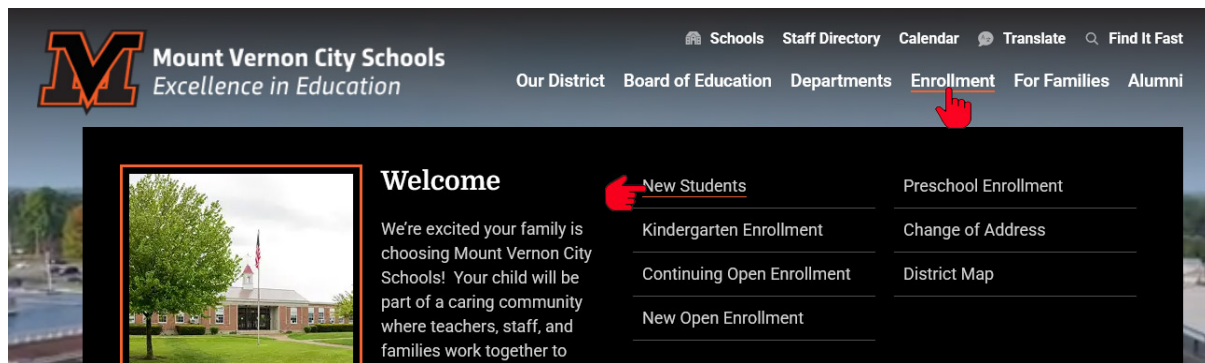 Schools Staff Directory Calendar Translate Find It Fast
M
Mount Vernon City Schools
Excellence in Education
Our District Board of Education Departments Enrollment For Families Alumni
Welcome
We're excited your family is
choosing Mount Vernon City
Schools! Your child will be
part of a caring community
where teachers, staff, and
families work together to
New Students
Kindergarten Enrollment
Continuing Open Enrollment
New Open Enrollment
Preschool Enrollment
Change of Address
District Map